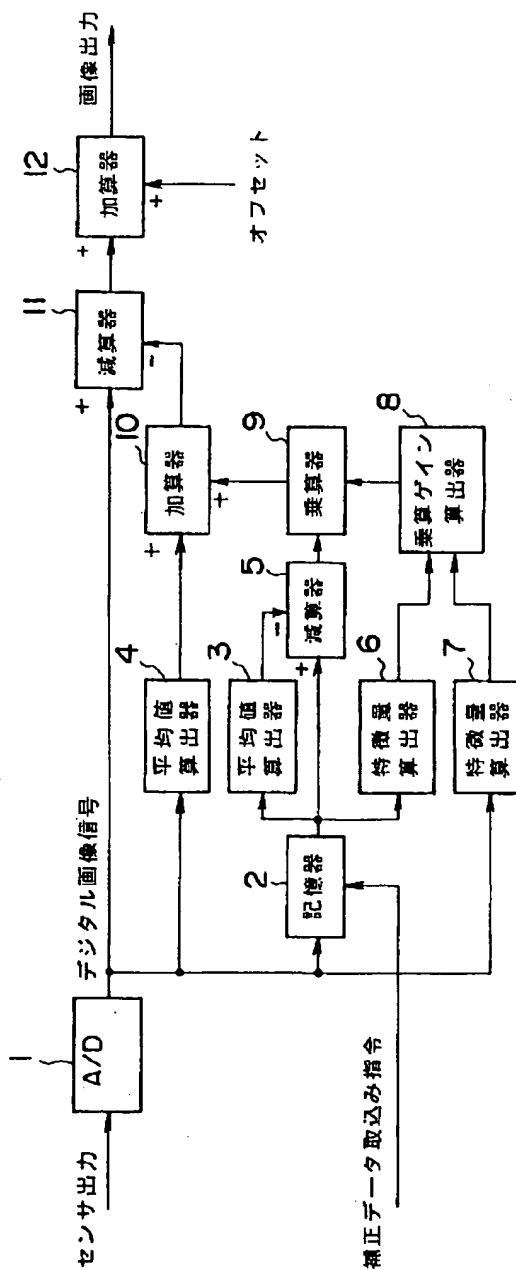 センサ出力
1
A/D
デジタル画像信号
補正データ取込み指令
2
記憶器
4
平均値
算出器
3
平均値
算出器
5
減算器
+
-
6
特徴量
算出器
7
特徴量
算出器
8
乗算ゲイン
算出器
9
乗算器
10
加算器
+
+
11
減算器
+
-
12
加算器
+
+
オフセット
画像出力